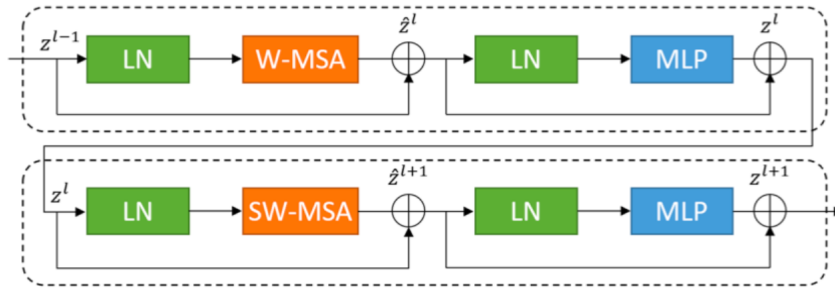 z^{l-1} LN W-MSA ẑ^l LN MLP z^l
z^l LN SW-MSA ẑ^{l+1} LN MLP z^{l+1}